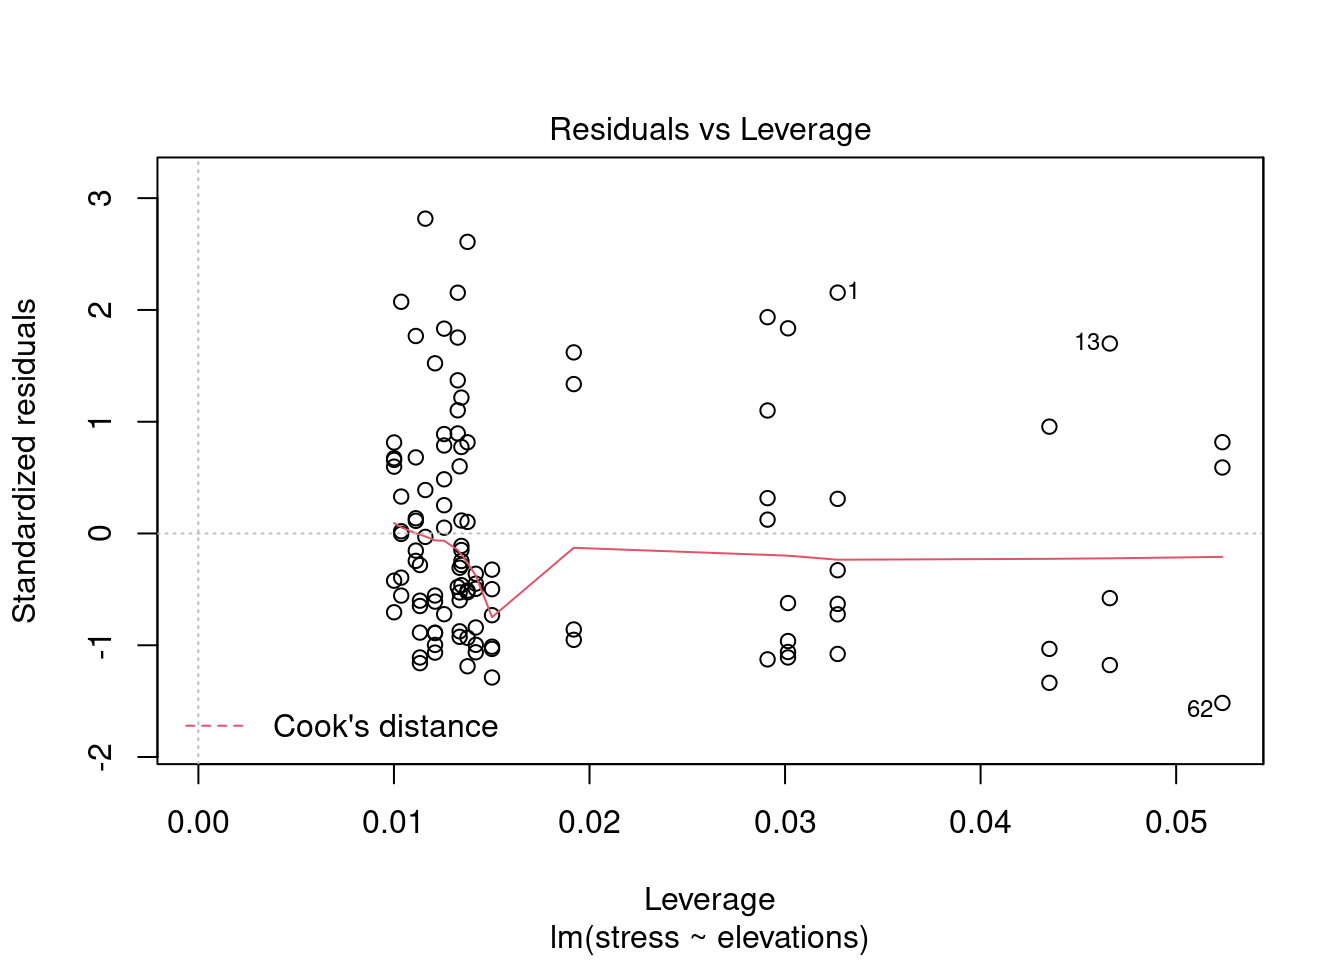 Residuals vs Leverage
Standardized residuals
3
2
1
0
-1
-2
1
13
62
Cook's distance
0.00 0.01 0.02 0.03 0.04 0.05
Leverage
lm(stress ~ elevations)